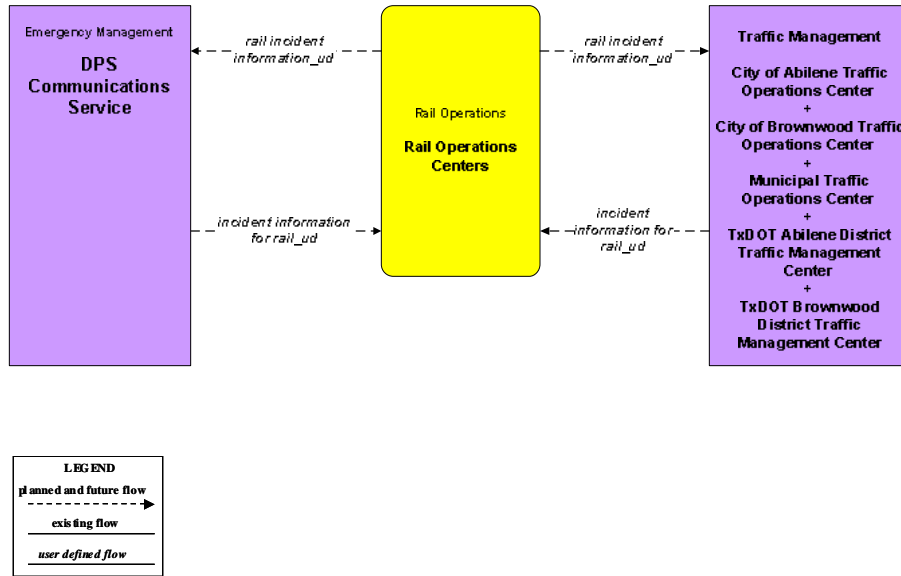 Emergency Management
DPS
Communications
Service
rail incident
information_ud
incident information
for rail_ud
Rail Operations
Rail Operations
Centers
rail incident
information_ud
incident
information for
rail_ud
Traffic Management
City of Abilene Traffic
Operations Center
+
City of Brownwood Traffic
Operations Center
+
Municipal Traffic
Operations Center
+
TxDOT Abilene District
Traffic Management
Center
+
TxDOT Brownwood
District Traffic
Management Center
LEGEND
planned and future flow
existing flow
user defined flow